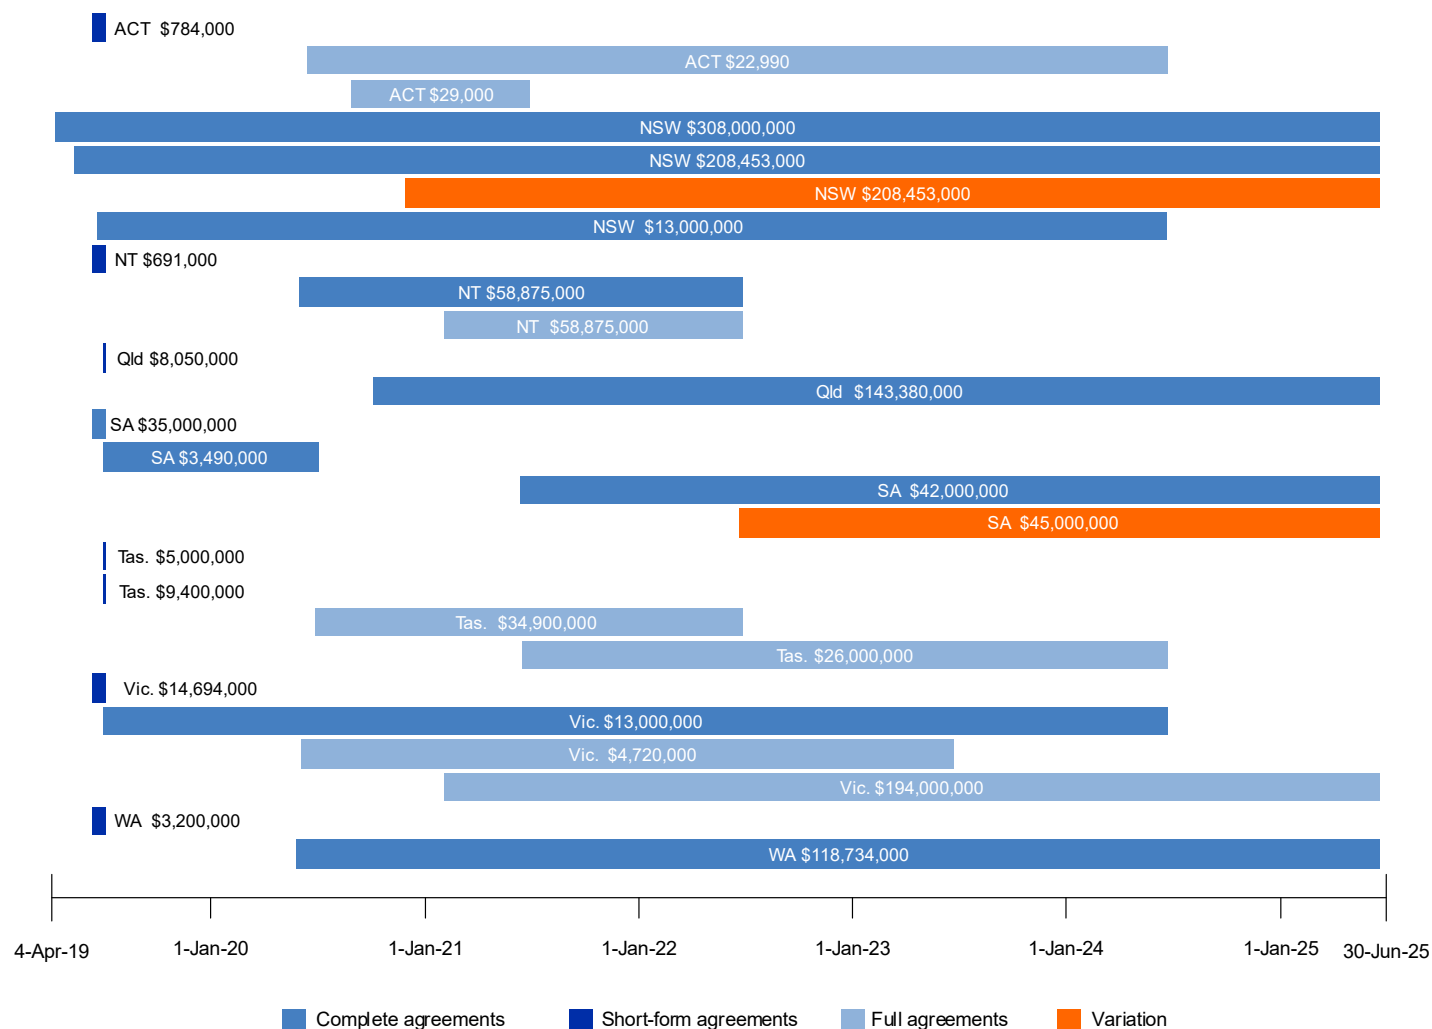 ACT $784,000
ACT $22,990
ACT $29,000
NSW $308,000,000
NSW $208,453,000
NSW $208,453,000
NSW $13,000,000
NT $691,000
NT $58,875,000
NT $58,875,000
Qld $8,050,000
Qld $143,380,000
SA $35,000,000
SA $3,490,000
SA $42,000,000
SA $45,000,000
Tas. $5,000,000
Tas. $9,400,000
Tas. $34,900,000
Tas. $26,000,000
Vic. $14,694,000
Vic. $13,000,000
Vic. $4,720,000
Vic. $194,000,000
WA $3,200,000
WA $118,734,000
4-Apr-19 1-Jan-20 1-Jan-21 1-Jan-22 1-Jan-23 1-Jan-24 1-Jan-25 30-Jun-25
Complete agreements Short-form agreements Full agreements Variation